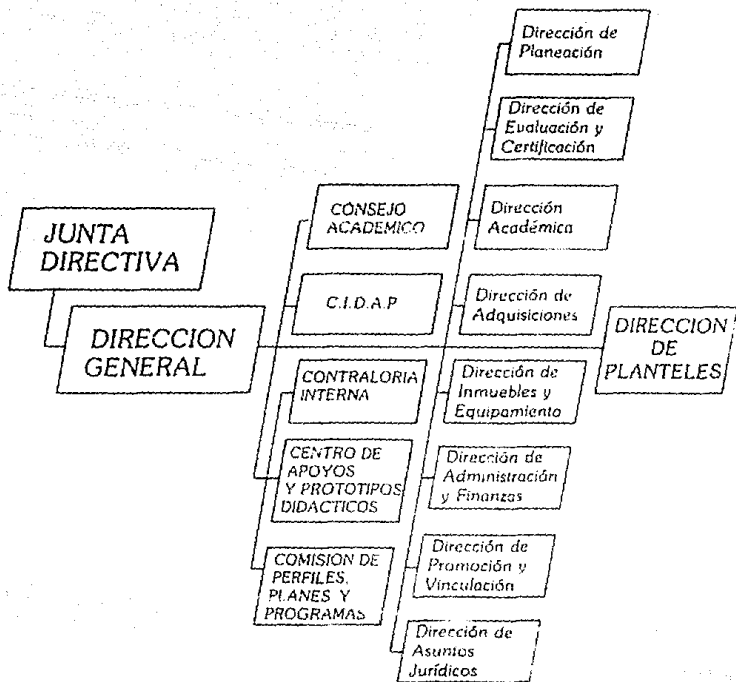 JUNTA
DIRECTIVA
DIRECCION
GENERAL
CONSEJO
ACADEMICO
C.I.D.A.P
CONTRALORIA
INTERNA
CENTRO DE
APOYOS
Y PROTOTIPOS
DIDACTICOS
COMISION DE
PERFILES,
PLANES Y
PROGRAMAS
Dirección de
Planeación
Dirección de
Evaluación y
Certificación
Dirección
Académica
Dirección de
Adquisiciones
Dirección de
Inmuebles y
Equipamiento
Dirección de
Administración
y Finanzas
Dirección de
Promoción y
Vinculación
Dirección de
Asuntos
Jurídicos
DIRECCION
DE
PLANTELES